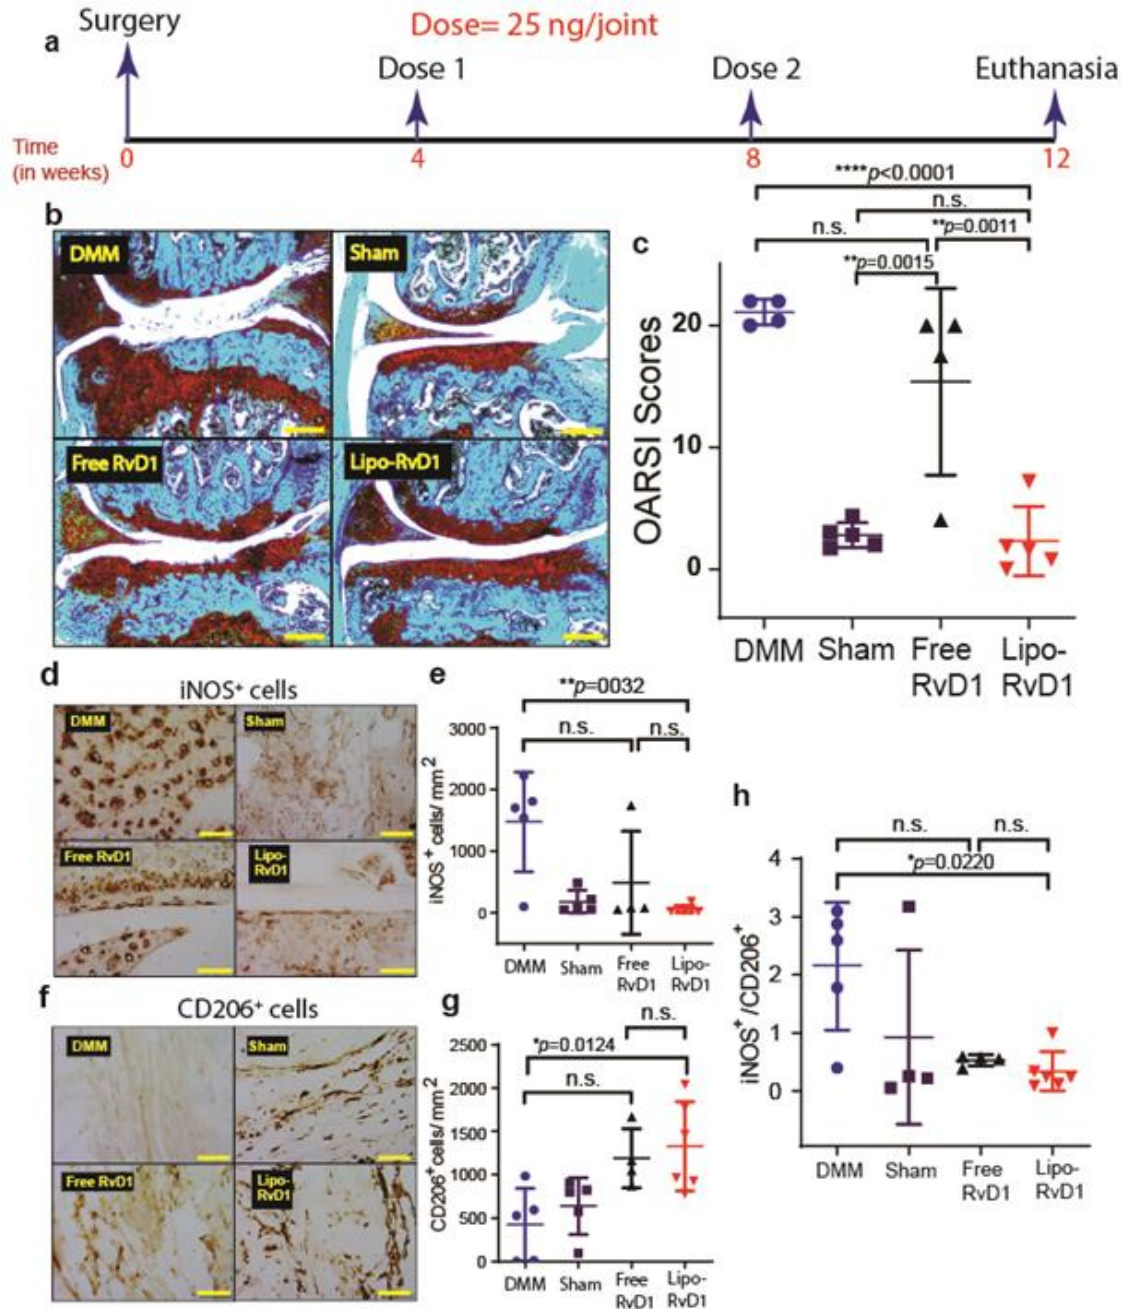 a
Surgery
Dose= 25 ng/joint
Dose 1
Dose 2
Euthanasia
Time
(in weeks)
0
4
8
12
b
DMM
Sham
Free RvD1
Lipo-RvD1
c
****p<0.0001
n.s.
n.s.
**p=0.0011
**p=0.0015
OARSI Scores
20
10
0
DMM
Sham
Free
RvD1
Lipo-
RvD1
d
iNOS⁺ cells
DMM
Sham
Free RvD1
Lipo-
RvD1
e
**p=0032
n.s.
n.s.
iNOS⁺ cells/ mm²
3000
2000
1000
0
DMM
Sham
Free
RvD1
Lipo-
RvD1
f
CD206⁺ cells
DMM
Sham
Free RvD1
Lipo-
RvD1
g
n.s.
*p=0.0124
n.s.
CD206⁺ cells/ mm²
2500
2000
1500
1000
500
0
DMM
Sham
Free
RvD1
Lipo-
RvD1
h
n.s.
n.s.
*p=0.0220
iNOS⁺/CD206⁺
4
3
2
1
0
DMM
Sham
Free
RvD1
Lipo-
RvD1